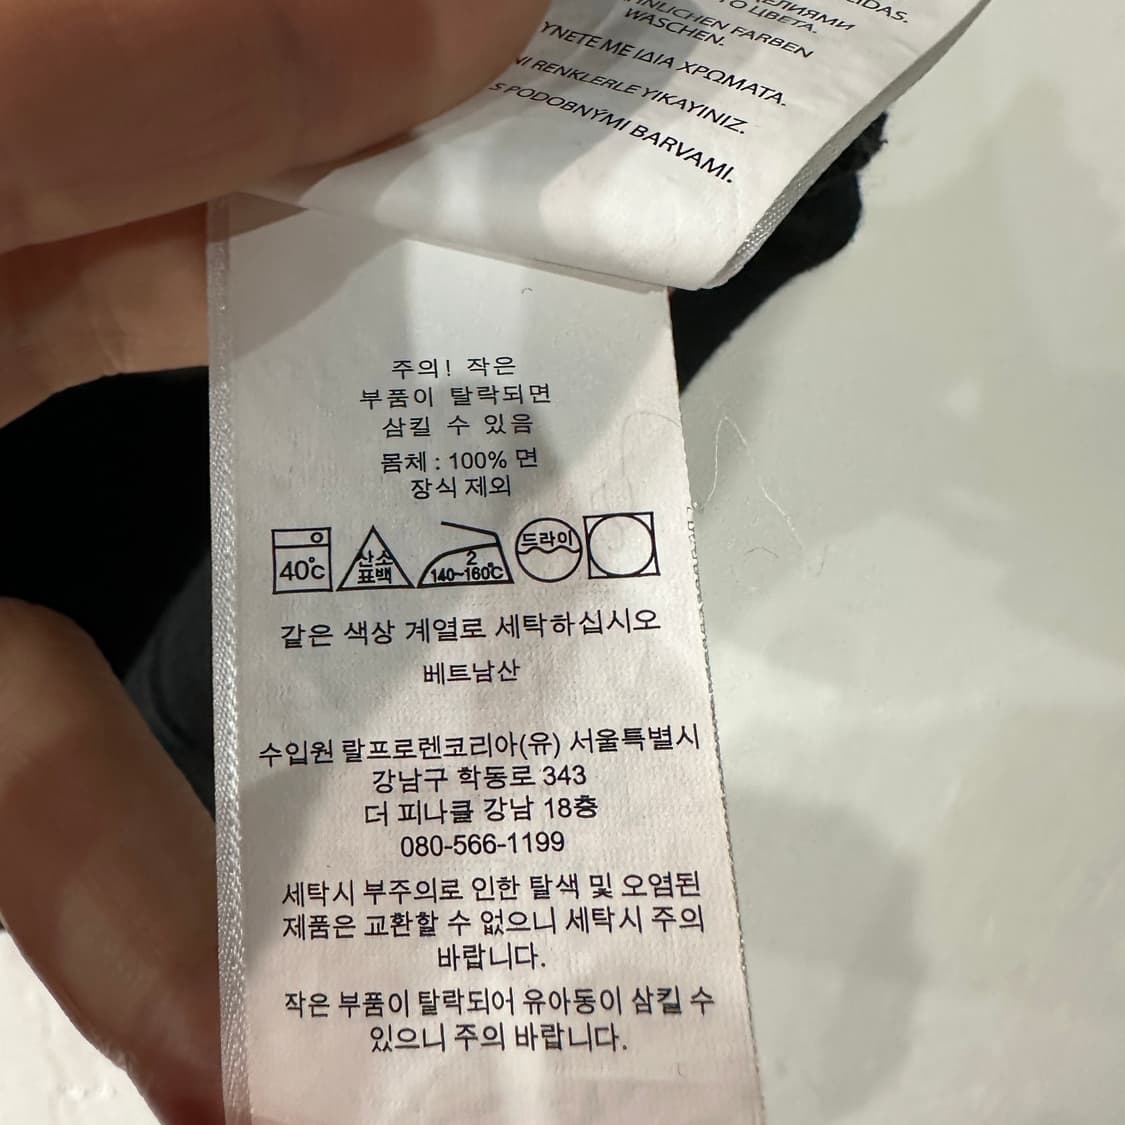 IDAS.
ЕЛИЯМИ
ГО ЦВЕТА.
NLICHEN FARBEN
WASCHEN.
ΥΝΕΤΕ ΜΕ ΙΔΙΑ ΧΡΩΜΑΤΑ.
NI RENKLERLE YIKAYINIZ.
S PODOBNÝMI BARVAMI.
주의! 작은
부품이 탈락되면
삼킬 수 있음
몸체 : 100% 면
장식 제외
40℃ 산소 표백 2 140~160℃ 드라이
같은 색상 계열로 세탁하십시오
베트남산
수입원 랄프로렌코리아(유) 서울특별시
강남구 학동로 343
더 피나클 강남 18층
080-566-1199
세탁시 부주의로 인한 탈색 및 오염된
제품은 교환할 수 없으니 세탁시 주의
바랍니다.
작은 부품이 탈락되어 유아동이 삼킬 수
있으니 주의 바랍니다.